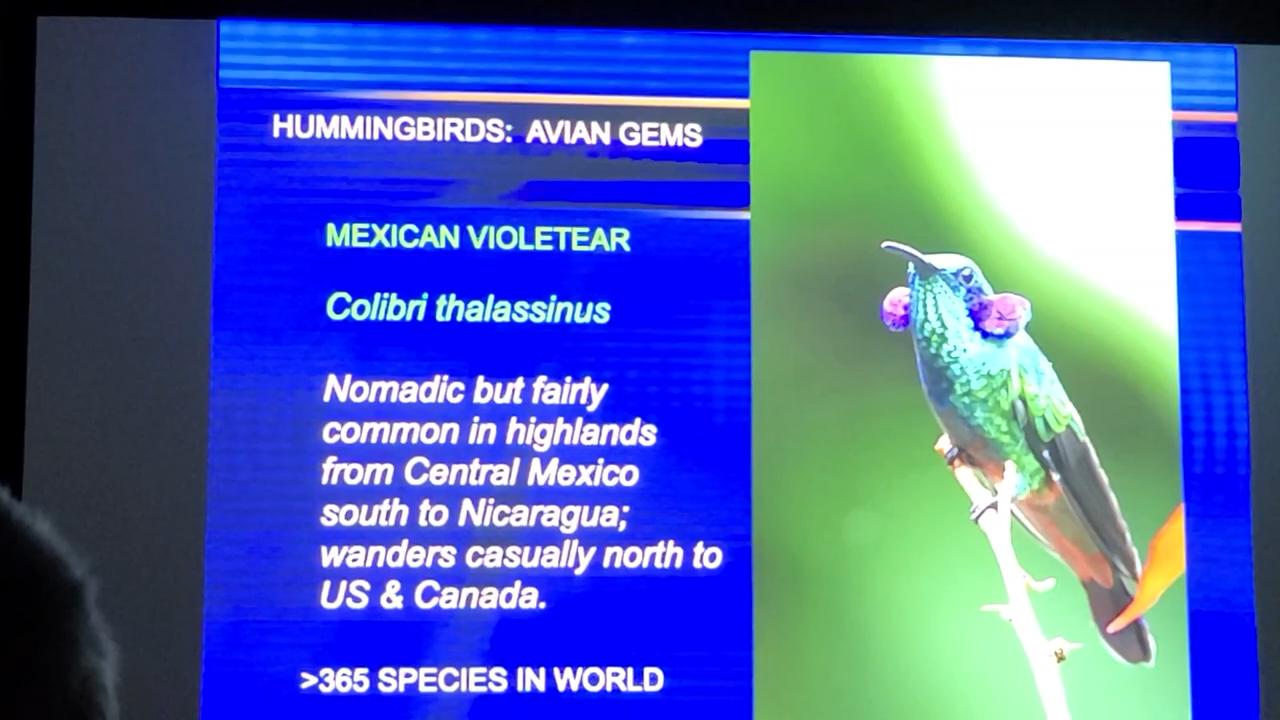 HUMMINGBIRDS: AVIAN GEMS
MEXICAN VIOLETEAR
Colibri thalassinus
Nomadic but fairly
common in highlands
from Central Mexico
south to Nicaragua;
wanders casually north to
US & Canada.
>365 SPECIES IN WORLD